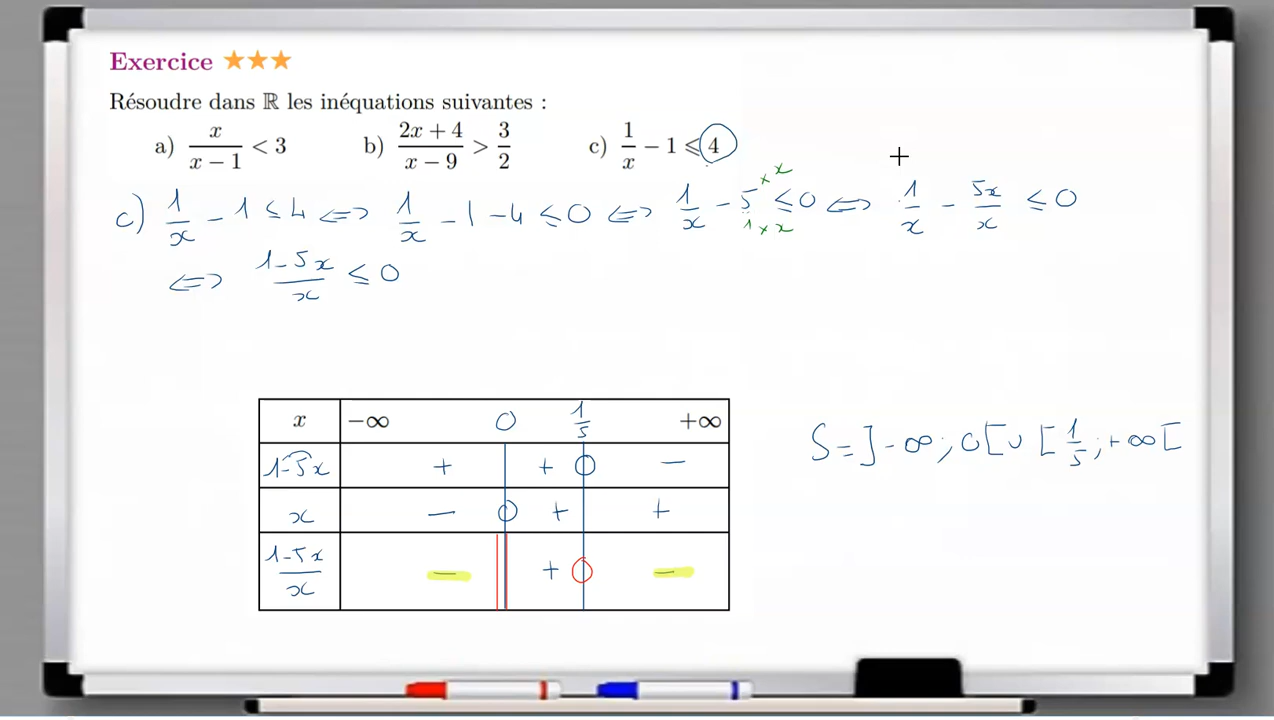 Exercice ★★★
Résoudre dans ℝ les inéquations suivantes :
a) x/(x − 1) < 3 b) (2x + 4)/(x − 9) > 3/2 c) 1/x − 1 ⩽ 4
c) 1/x − 1 ≤ 4 ⟺ 1/x − 1 − 4 ≤ 0 ⟺ 1/x − 5 × x / 1 × x ≤ 0 ⟺ 1/x − 5x/x ≤ 0
⟺ (1 − 5x)/x ≤ 0
x −∞ 0 1/5 +∞
1−5x + + 0 −
x − 0 + +
(1−5x)/x − || + 0 −
S = ]−∞; 0[ ∪ [1/5; +∞[